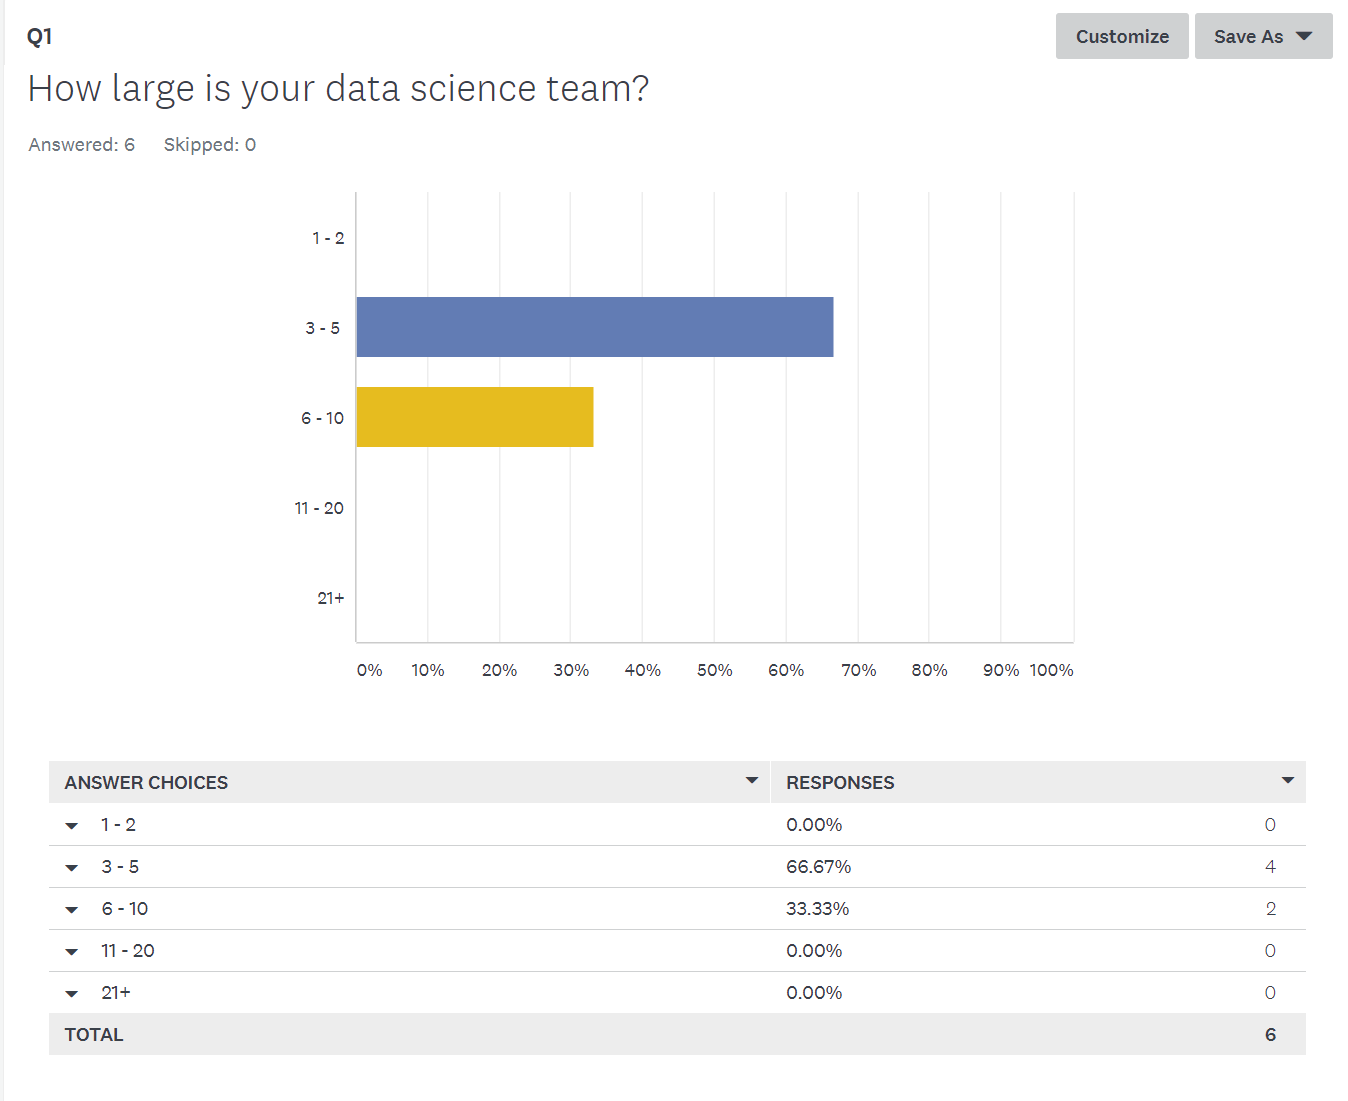 Q1
Customize
Save As
How large is your data science team?
Answered: 6 Skipped: 0
1 - 2
3 - 5
6 - 10
11 - 20
21+
0% 10% 20% 30% 40% 50% 60% 70% 80% 90% 100%
ANSWER CHOICES RESPONSES
1 - 2 0.00% 0
3 - 5 66.67% 4
6 - 10 33.33% 2
11 - 20 0.00% 0
21+ 0.00% 0
TOTAL 6